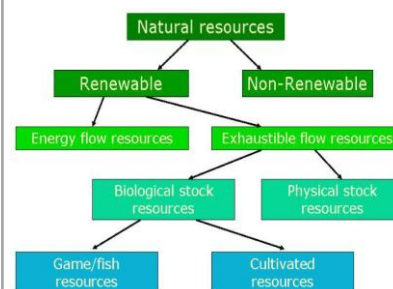 Natural resources
Renewable
Non-Renewable
Energy flow resources
Exhaustible flow resources
Biological stock
resources
Physical stock
resources
Game/fish
resources
Cultivated
resources